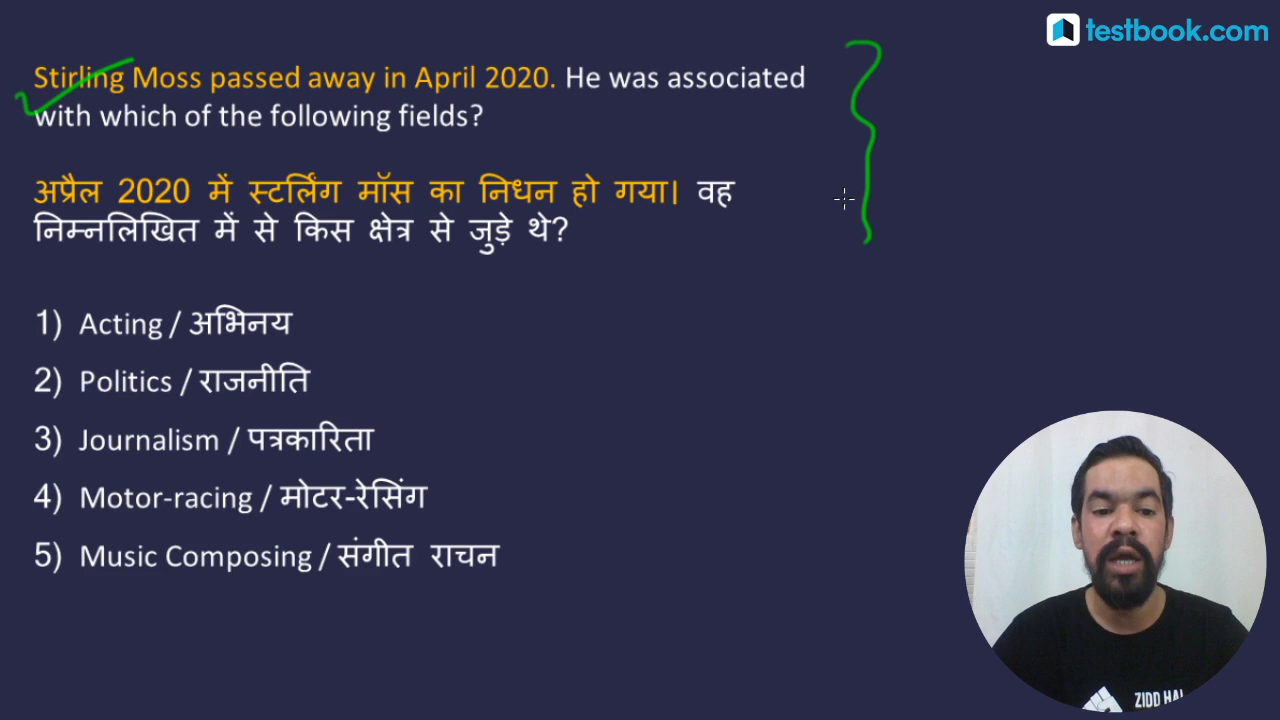 testbook.com
Stirling Moss passed away in April 2020. He was associated
with which of the following fields?
अप्रैल 2020 में स्टर्लिंग मॉस का निधन हो गया। वह
निम्नलिखित में से किस क्षेत्र से जुड़े थे?
1) Acting / अभिनय
2) Politics / राजनीति
3) Journalism / पत्रकारिता
4) Motor-racing / मोटर-रेसिंग
5) Music Composing / संगीत राचन
ZIDD HAI